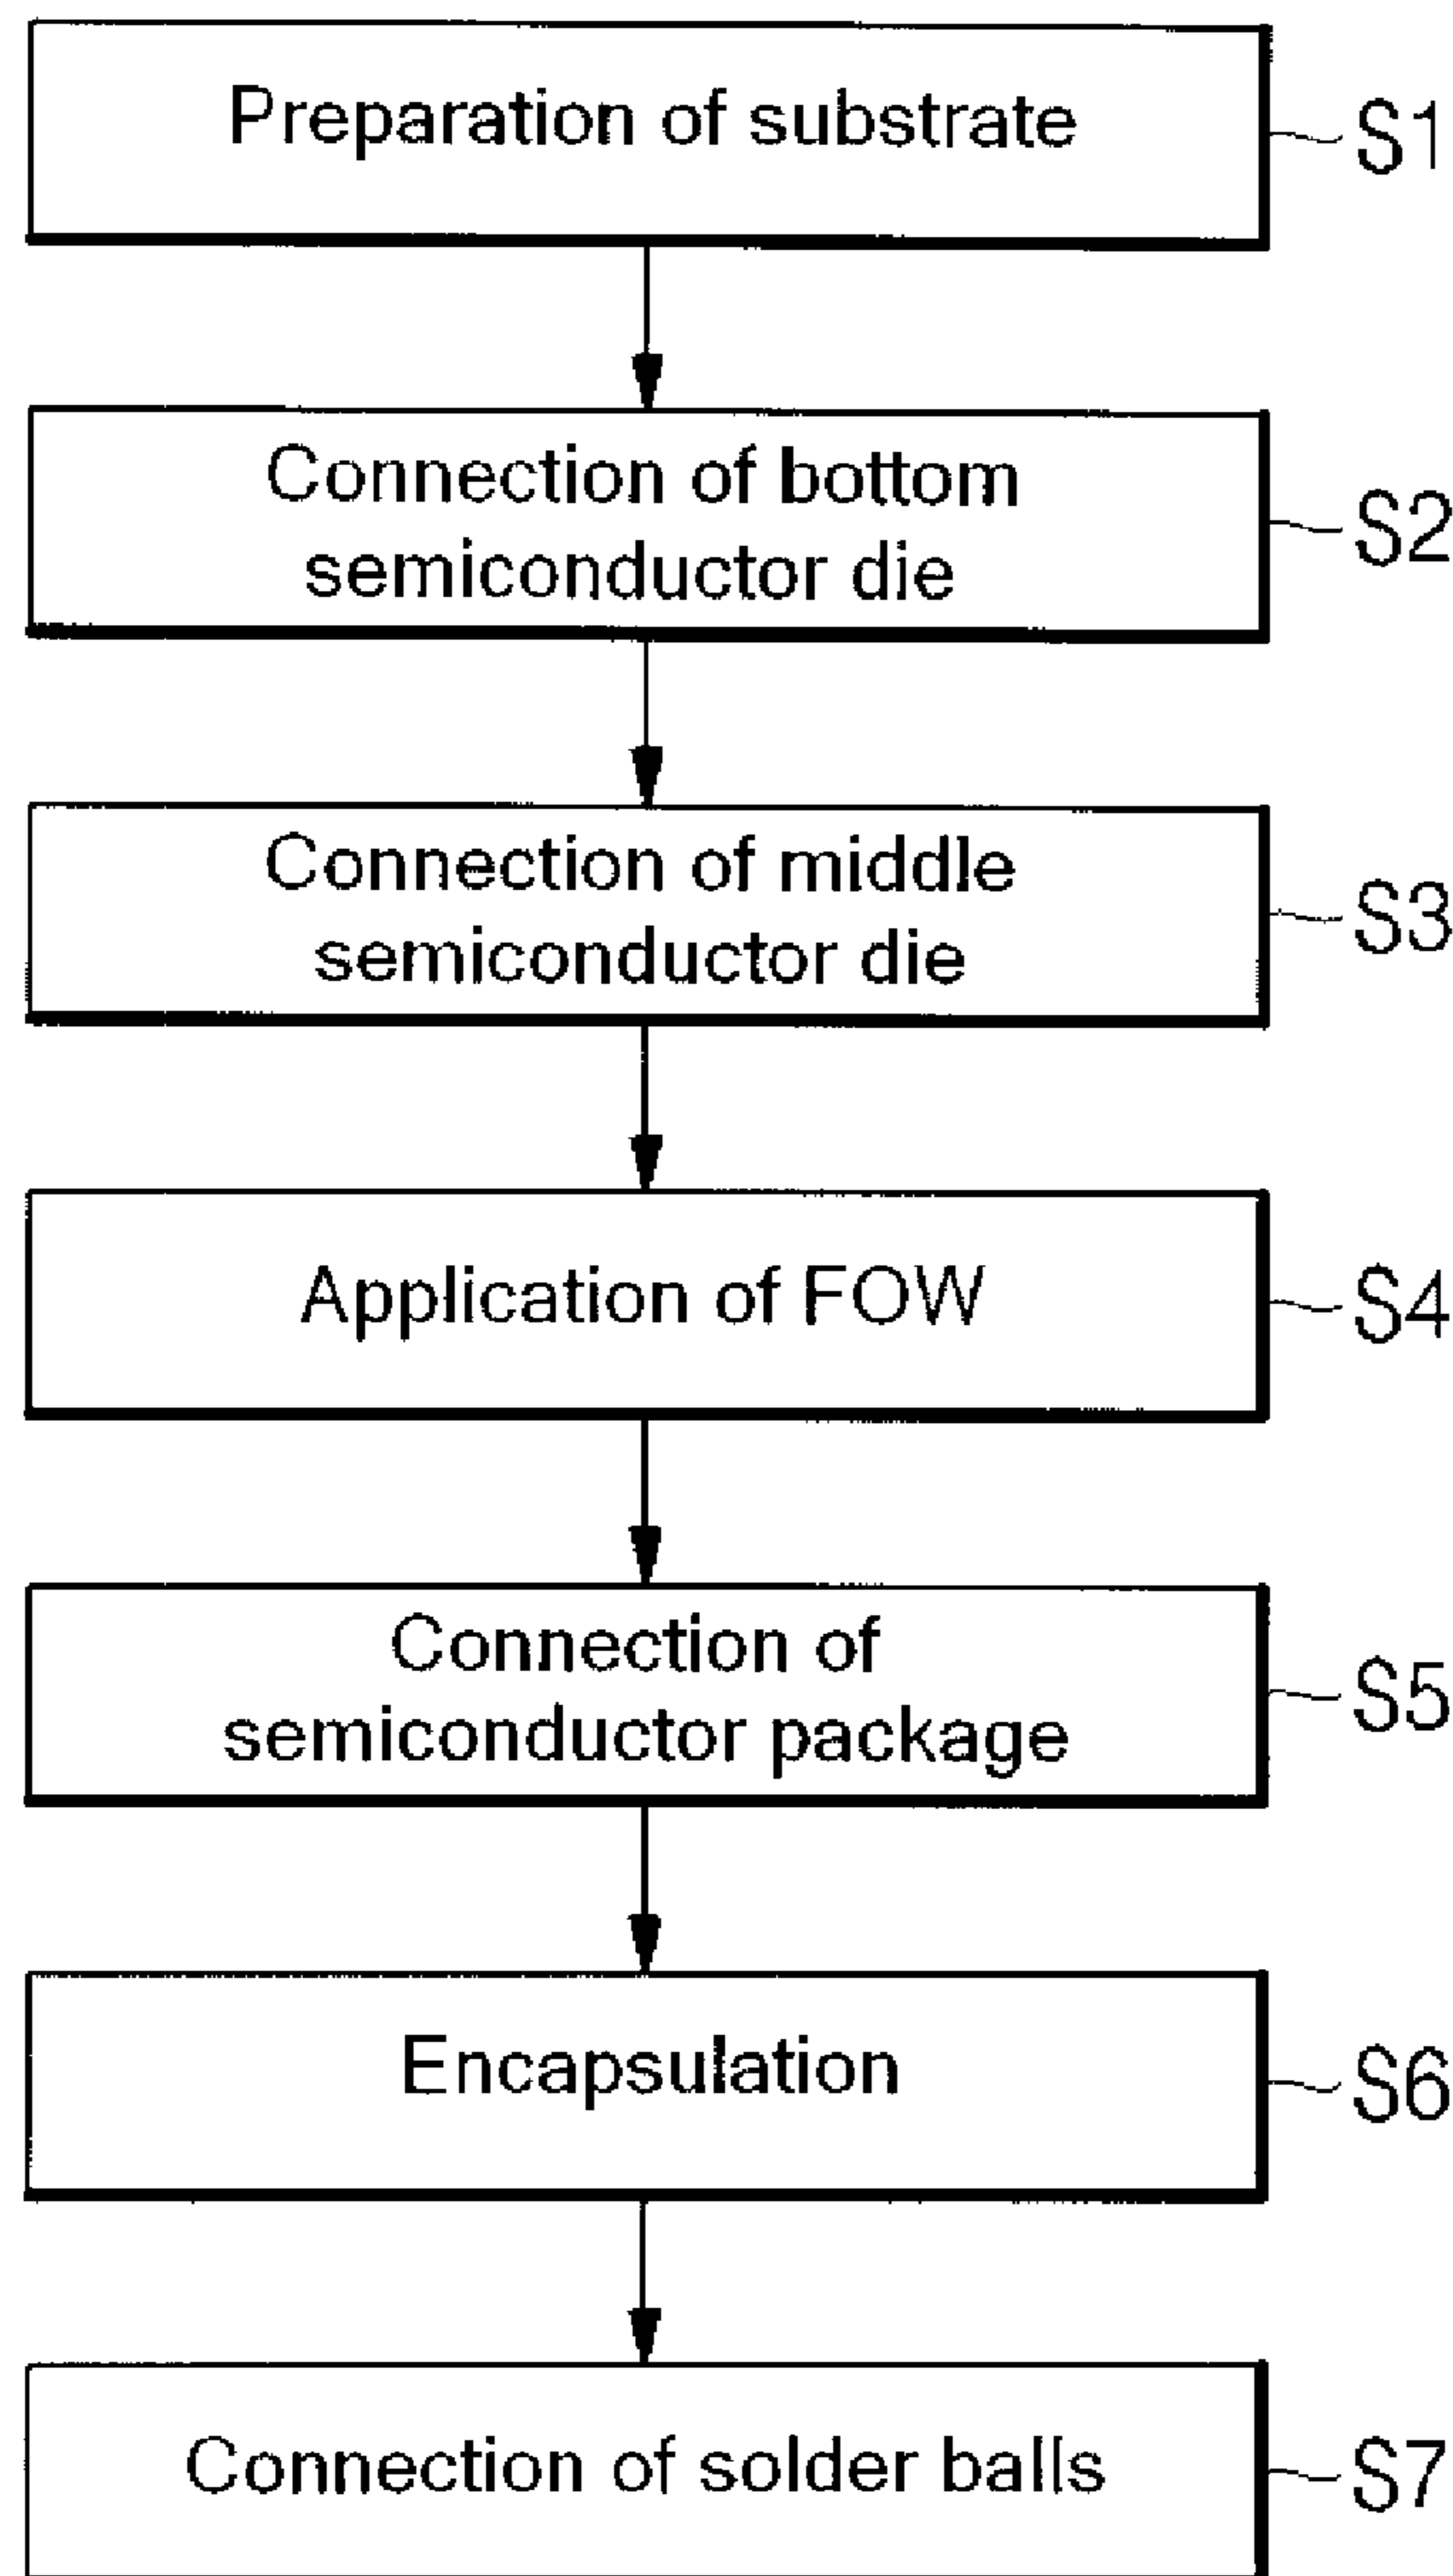 Preparation of substrate
S1
Connection of bottom
semiconductor die
S2
Connection of middle
semiconductor die
S3
Application of FOW
S4
Connection of
semiconductor package
S5
Encapsulation
S6
Connection of solder balls
S7